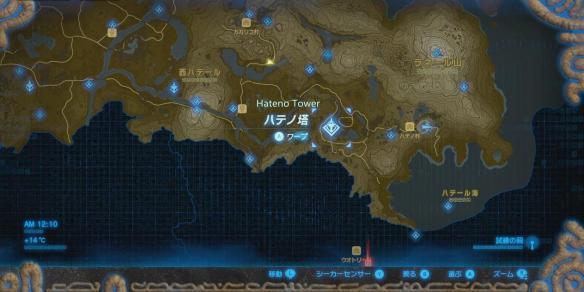 カカリコ村
ラネール山
西ハテール
Hateno Tower
ハテノ塔
A ワープ
ハテノ村
ハテール海
AM 12:10
+14℃
試練の祠
ウオトリー
移動 L
シーカーセンサー Y
戻る B
選ぶ A
ズーム